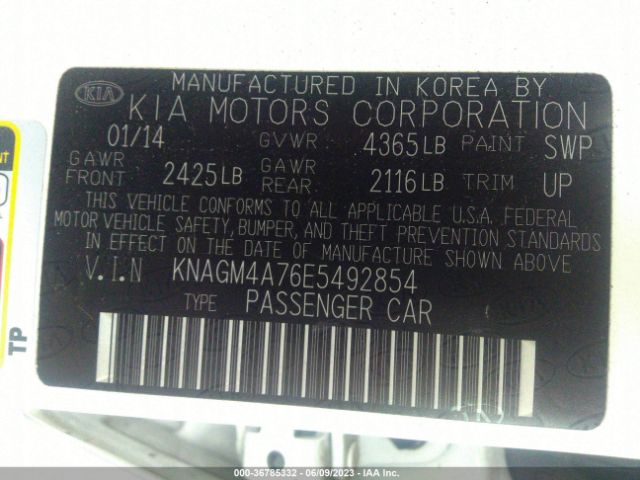 MANUFACTURED IN KOREA BY
KIA KIA MOTORS CORPORATION
01/14 GVWR 4365LB PAINT SWP
GAWR FRONT 2425LB GAWR REAR 2116LB TRIM UP
THIS VEHICLE CONFORMS TO ALL APPLICABLE U.S.A. FEDERAL
MOTOR VEHICLE SAFETY, BUMPER, AND THEFT PREVENTION STANDARDS
IN EFFECT ON THE DATE OF MANUFACTURE SHOWN ABOVE
V.I.N KNAGM4A76E5492854
TYPE PASSENGER CAR
TP
000-36785332 - 06/09/2023 - IAA Inc.